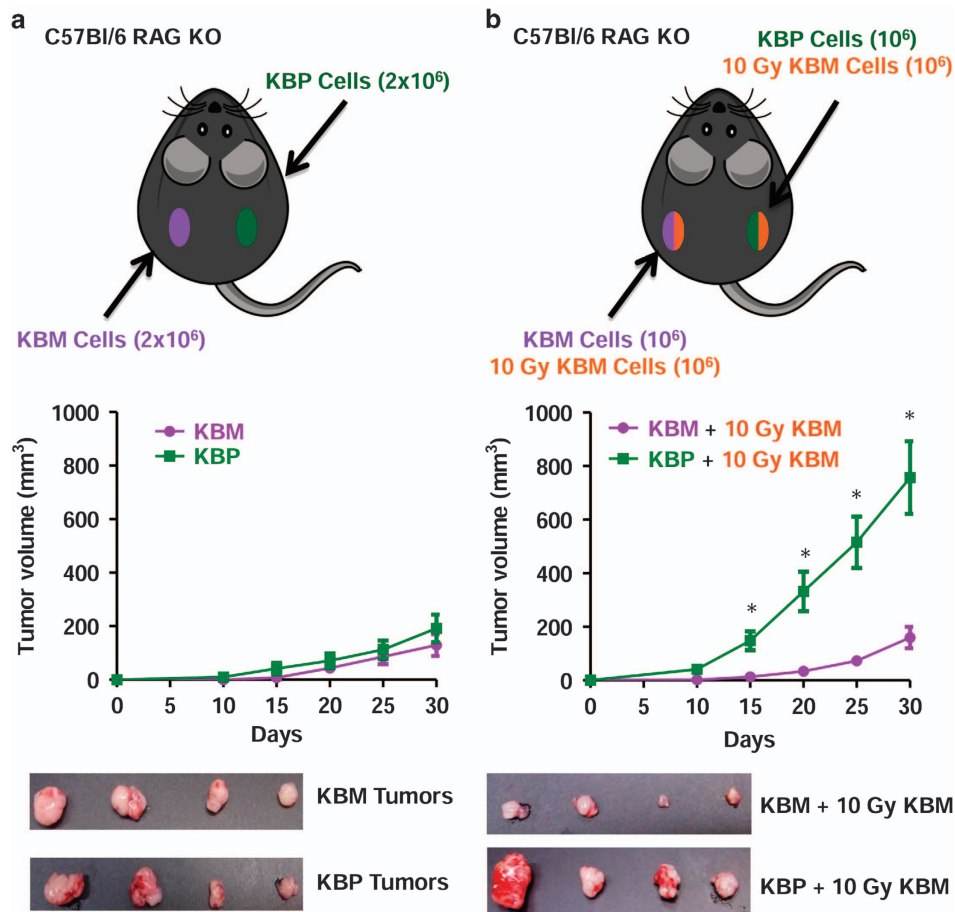 a
C57Bl/6 RAG KO
KBP Cells (2x10⁶)
KBM Cells (2x10⁶)
1000
800
600
400
200
0
Tumor volume (mm³)
KBM
KBP
0 5 10 15 20 25 30
Days
KBM Tumors
KBP Tumors
b
C57Bl/6 RAG KO
KBP Cells (10⁶)
10 Gy KBM Cells (10⁶)
KBM Cells (10⁶)
10 Gy KBM Cells (10⁶)
1000
800
600
400
200
0
Tumor volume (mm³)
KBM + 10 Gy KBM
KBP + 10 Gy KBM
* * * *
0 5 10 15 20 25 30
Days
KBM + 10 Gy KBM
KBP + 10 Gy KBM